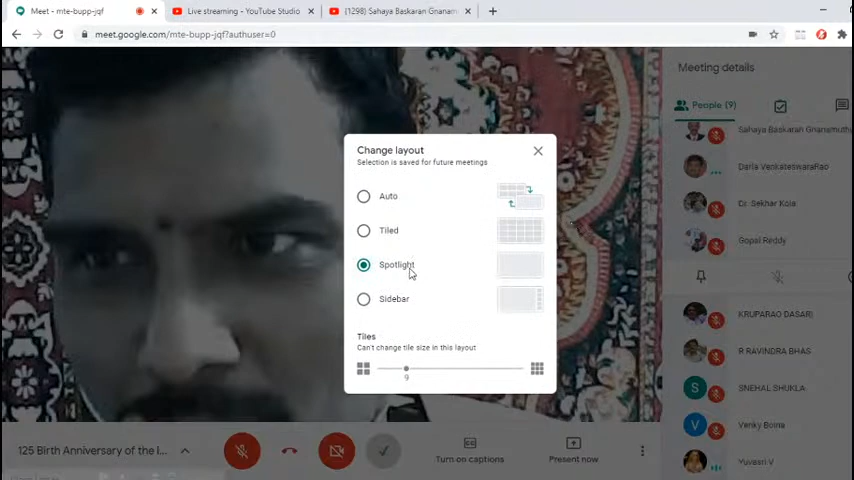 Meet - mte-bupp-jqf
Live streaming - YouTube Studio
(1298) Sahaya Baskaran Gnanam
meet.google.com/mte-bupp-jqf?authuser=0
Meeting details
People (9)
Change layout
Selection is saved for future meetings
Auto
Tiled
Spotlight
Sidebar
Tiles
Can't change tile size in this layout
9
Sahaya Baskaran Gnanamuthu
Darla VenkateswaraRao
Dr. Sekhar Kola
Gopal Reddy
KRUPARAO DASARI
R RAVINDRA BHAS
S SNEHAL SHUKLA
V Venky Boina
Yuvasri.V
125 Birth Anniversary of the I...
Turn on captions
Present now